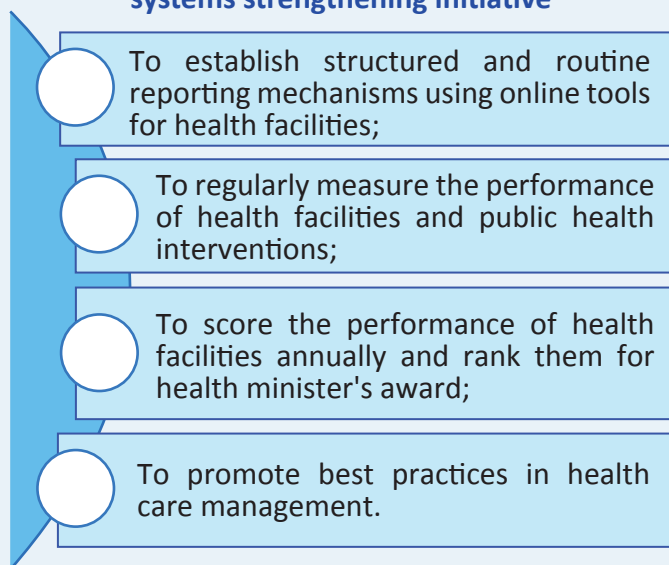 systems strengthening initiative
To establish structured and routine
reporting mechanisms using online tools
for health facilities;
To regularly measure the performance
of health facilities and public health
interventions;
To score the performance of health
facilities annually and rank them for
health minister's award;
To promote best practices in health
care management.